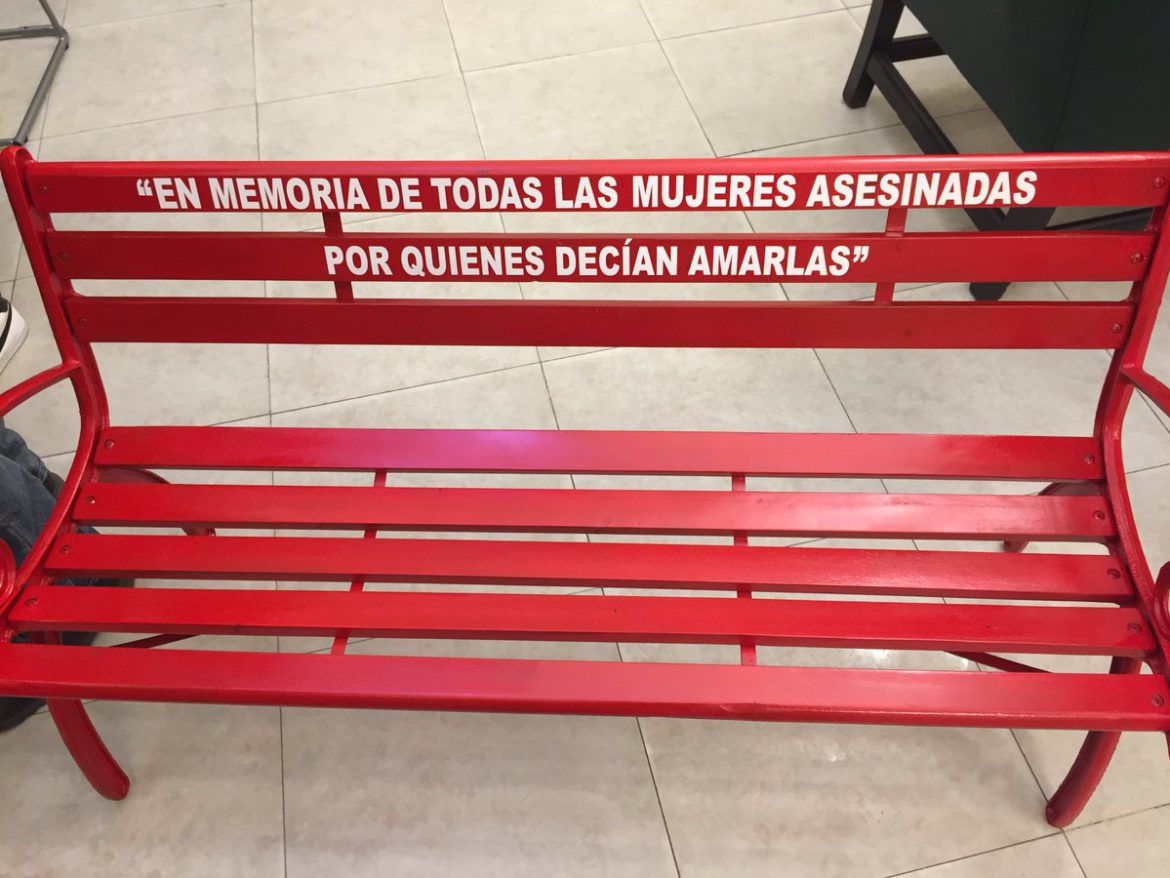 “EN MEMORIA DE TODAS LAS MUJERES ASESINADAS
POR QUIENES DECÍAN AMARLAS”